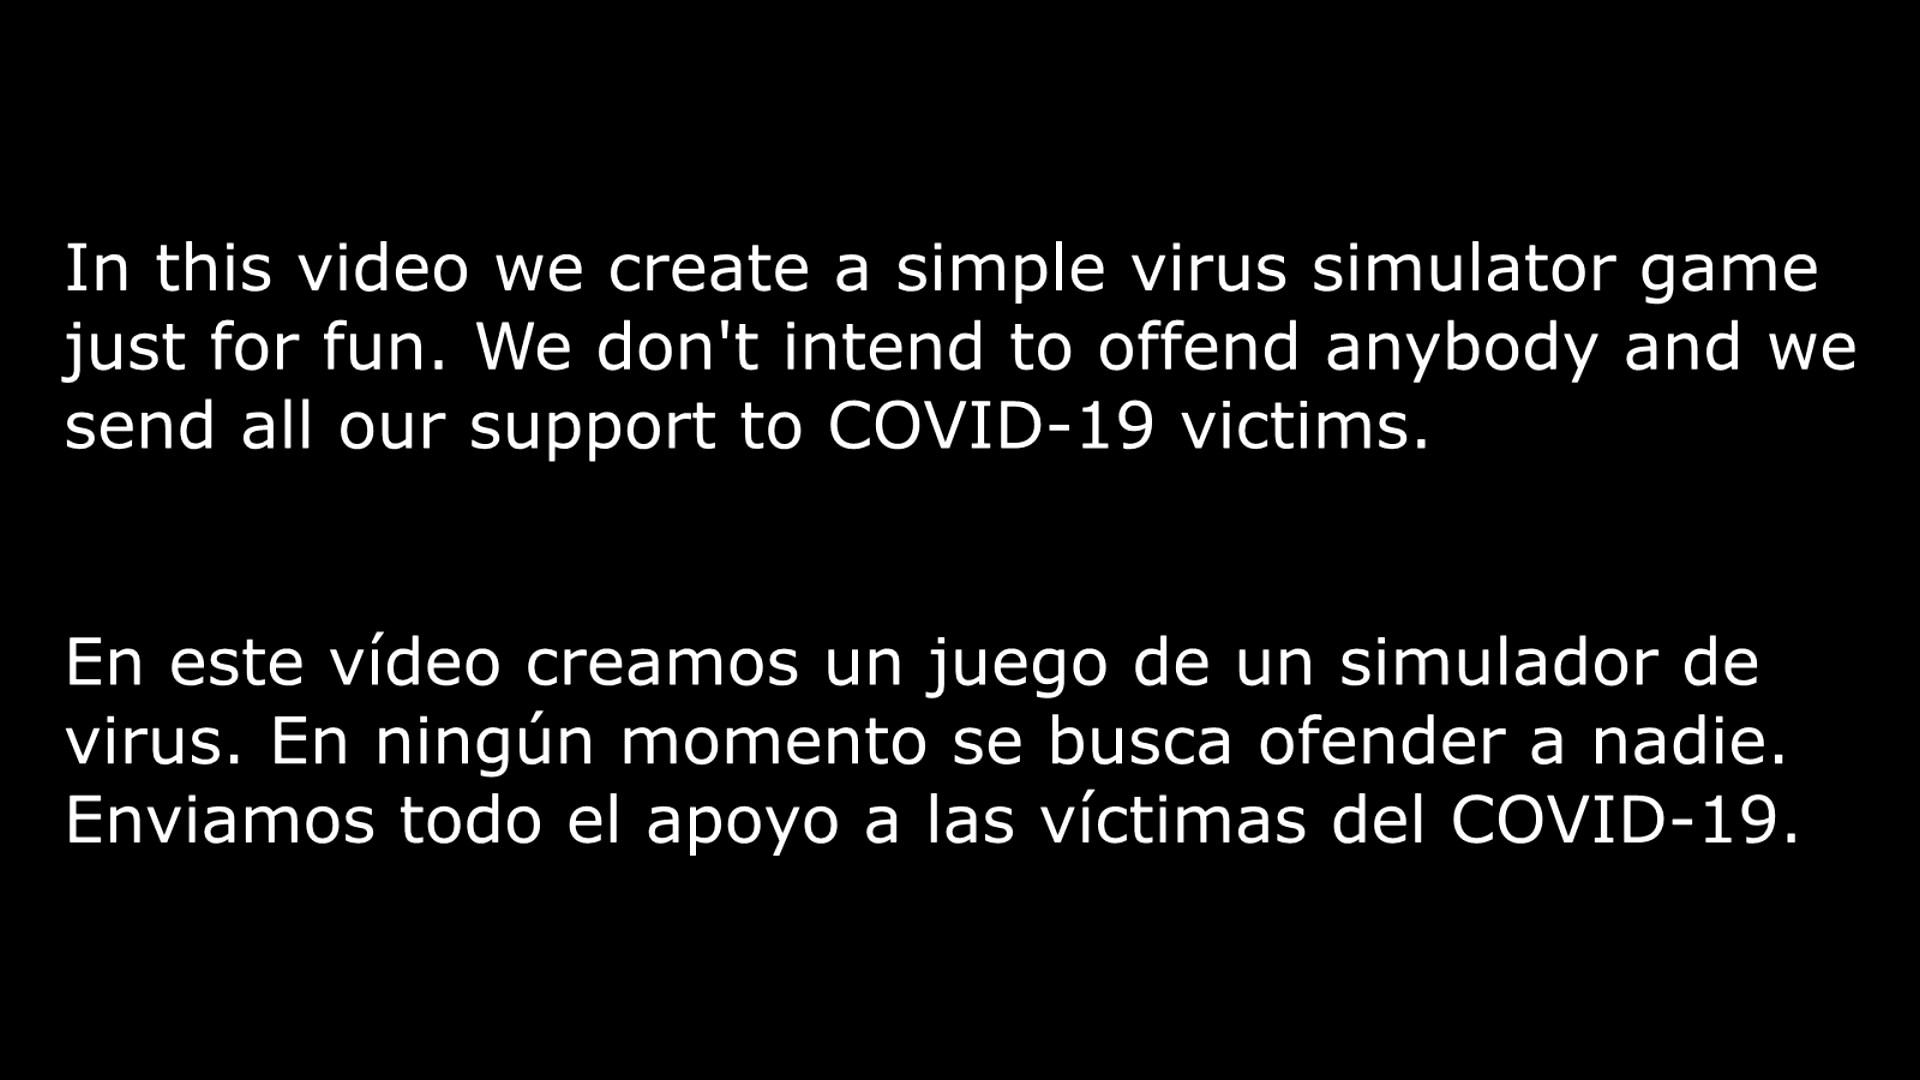 In this video we create a simple virus simulator game
just for fun. We don't intend to offend anybody and we
send all our support to COVID-19 victims.
En este vídeo creamos un juego de un simulador de
virus. En ningún momento se busca ofender a nadie.
Enviamos todo el apoyo a las víctimas del COVID-19.